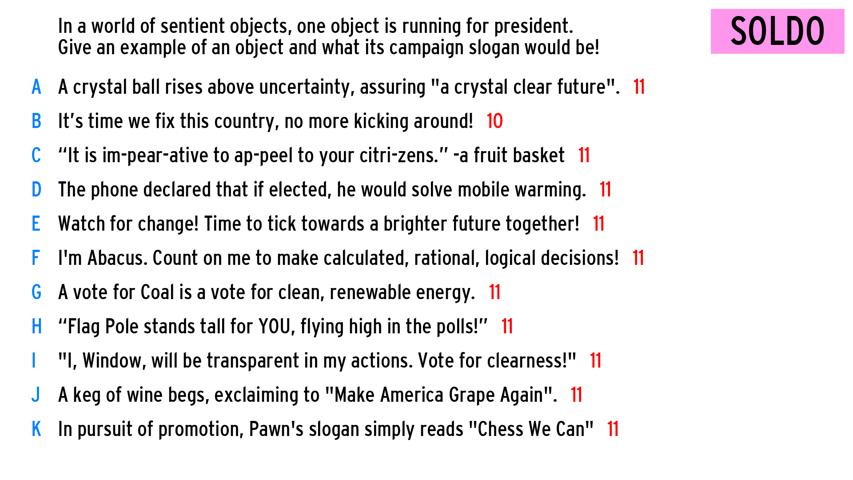 In a world of sentient objects, one object is running for president.
Give an example of an object and what its campaign slogan would be!
SOLDO
A A crystal ball rises above uncertainty, assuring "a crystal clear future". 11
B It’s time we fix this country, no more kicking around! 10
C “It is im-pear-ative to ap-peel to your citri-zens.” -a fruit basket 11
D The phone declared that if elected, he would solve mobile warming. 11
E Watch for change! Time to tick towards a brighter future together! 11
F I'm Abacus. Count on me to make calculated, rational, logical decisions! 11
G A vote for Coal is a vote for clean, renewable energy. 11
H “Flag Pole stands tall for YOU, flying high in the polls!” 11
I "I, Window, will be transparent in my actions. Vote for clearness!" 11
J A keg of wine begs, exclaiming to "Make America Grape Again". 11
K In pursuit of promotion, Pawn's slogan simply reads "Chess We Can" 11